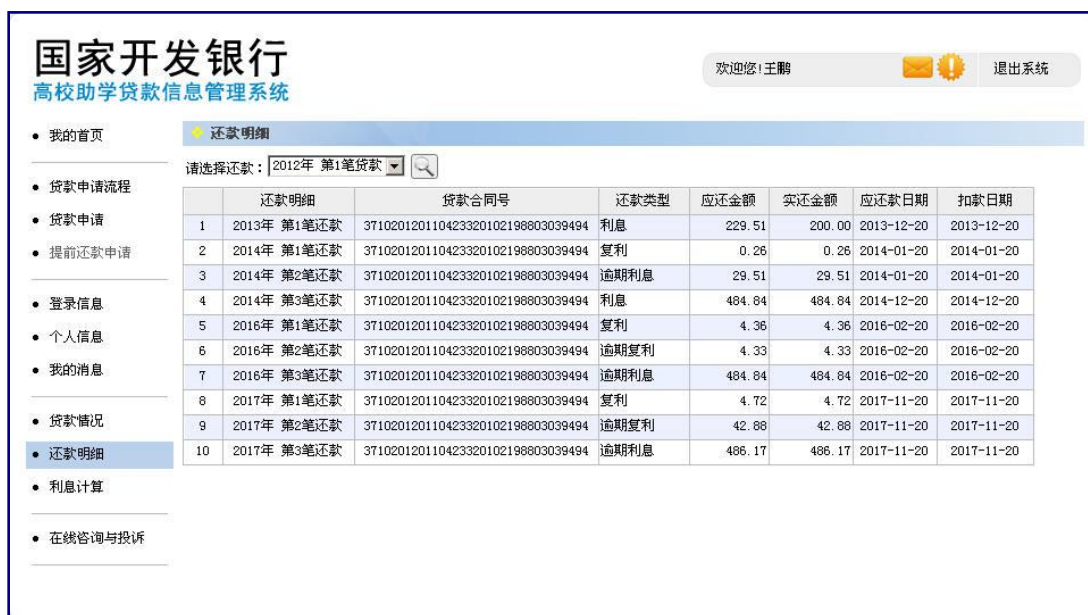 国家开发银行
高校助学贷款信息管理系统
欢迎您!王鹏 退出系统
我的首页
贷款申请流程
贷款申请
提前还款申请
登录信息
个人信息
我的消息
贷款情况
还款明细
利息计算
在线咨询与投诉
还款明细
请选择还款: 2012年 第1笔贷款
还款明细 贷款合同号 还款类型 应还金额 实还金额 应还款日期 扣款日期
1 2013年 第1笔还款 37102012011042332010219880303​9494 利息 229.51 200.00 2013-12-20 2013-12-20
2 2014年 第1笔还款 371020120110423320102198803039494 复利 0.26 0.26 2014-01-20 2014-01-20
3 2014年 第2笔还款 371020120110423320102198803039494 逾期利息 29.51 29.51 2014-01-20 2014-01-20
4 2014年 第3笔还款 371020120110423320102198803039494 利息 484.84 484.84 2014-12-20 2014-12-20
5 2016年 第1笔还款 371020120110423320102198803039494 复利 4.36 4.36 2016-02-20 2016-02-20
6 2016年 第2笔还款 371020120110423320102198803039494 逾期复利 4.33 4.33 2016-02-20 2016-02-20
7 2016年 第3笔还款 371020120110423320102198803039494 逾期利息 484.84 484.84 2016-02-20 2016-02-20
8 2017年 第1笔还款 371020120110423320102198803039494 复利 4.72 4.72 2017-11-20 2017-11-20
9 2017年 第2笔还款 371020120110423320102198803039494 逾期复利 42.88 42.88 2017-11-20 2017-11-20
10 2017年 第3笔还款 371020120110423320102198803039494 逾期利息 486.17 486.17 2017-11-20 2017-11-20